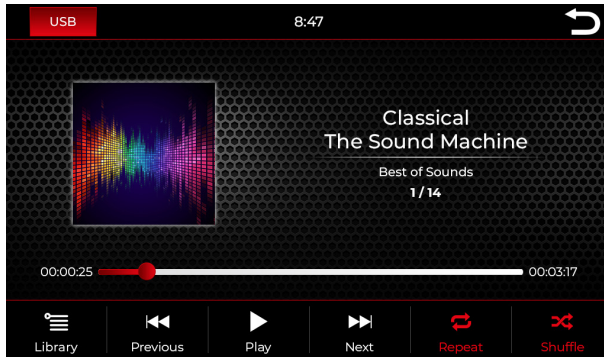 USB
8:47
Classical
The Sound Machine
Best of Sounds
1 / 14
00:00:25
00:03:17
Library
Previous
Play
Next
Repeat
Shuffle